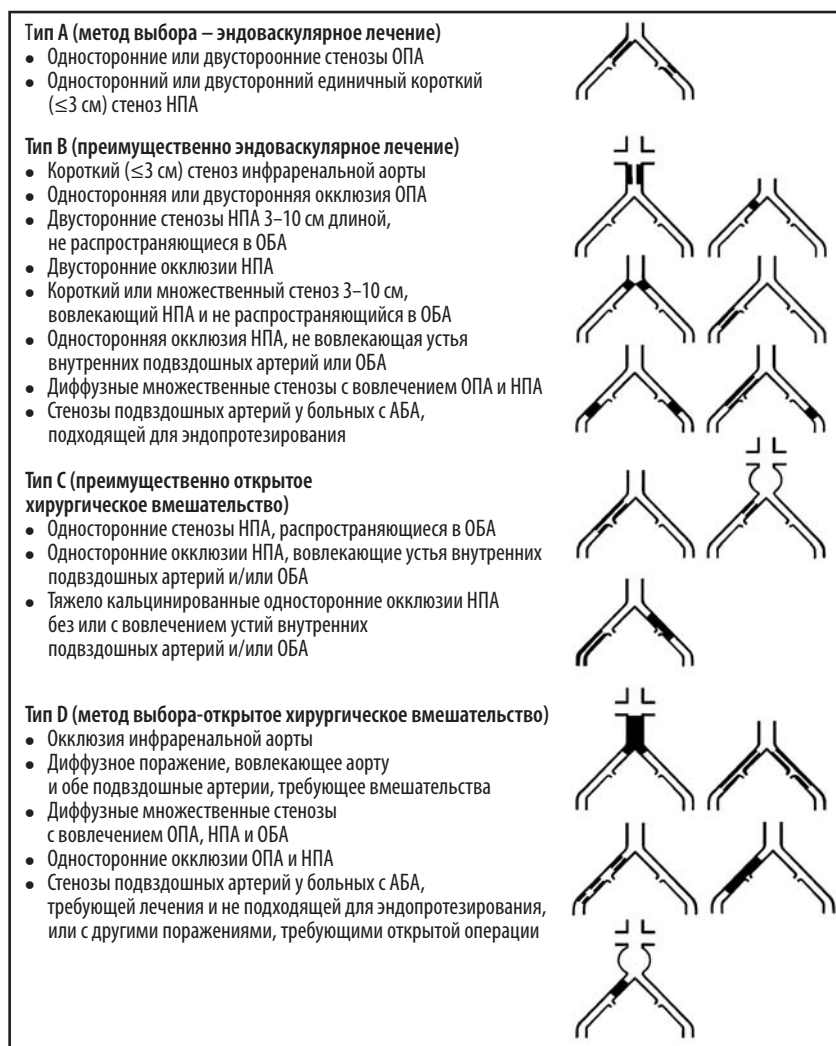 Тип A (метод выбора – эндоваскулярное лечение)
• Односторонние или двустороонние стенозы ОПА
• Односторонний или двусторонний единичный короткий
(≤3 см) стеноз НПА
Тип B (преимущественно эндоваскулярное лечение)
• Короткий (≤3 см) стеноз инфраренальной аорты
• Односторонняя или двусторонняя окклюзия ОПА
• Двусторонние стенозы НПА 3–10 см длиной,
не распространяющиеся в ОБА
• Двусторонние окклюзии НПА
• Короткий или множественный стеноз 3–10 см,
вовлекающий НПА и не распространяющийся в ОБА
• Односторонняя окклюзия НПА, не вовлекающая устья
внутренних подвздошных артерий или ОБА
• Диффузные множественные стенозы с вовлечением ОПА и НПА
• Стенозы подвздошных артерий у больных с АБА,
подходящей для эндопротезирования
Тип C (преимущественно открытое
хирургическое вмешательство)
• Односторонние стенозы НПА, распространяющиеся в ОБА
• Односторонние окклюзии НПА, вовлекающие устья внутренних
подвздошных артерий и/или ОБА
• Тяжело кальцинированные односторонние окклюзии НПА
без или с вовлечением устий внутренних
подвздошных артерий и/или ОБА
Тип D (метод выбора-открытое хирургическое вмешательство)
• Окклюзия инфраренальной аорты
• Диффузное поражение, вовлекающее аорту
и обе подвздошные артерии, требующее вмешательства
• Диффузные множественные стенозы
с вовлечением ОПА, НПА и ОБА
• Односторонние окклюзии ОПА и НПА
• Стенозы подвздошных артерий у больных с АБА,
требующей лечения и не подходящей для эндопротезирования,
или с другими поражениями, требующими открытой операции